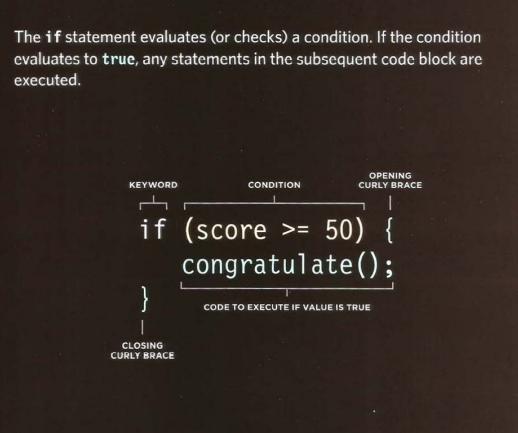 The if statement evaluates (or checks) a condition. If the condition
evaluates to true, any statements in the subsequent code block are
executed.
KEYWORD
CONDITION
OPENING
CURLY BRACE
if (score >= 50) {
congratulate();
}
CODE TO EXECUTE IF VALUE IS TRUE
CLOSING
CURLY BRACE